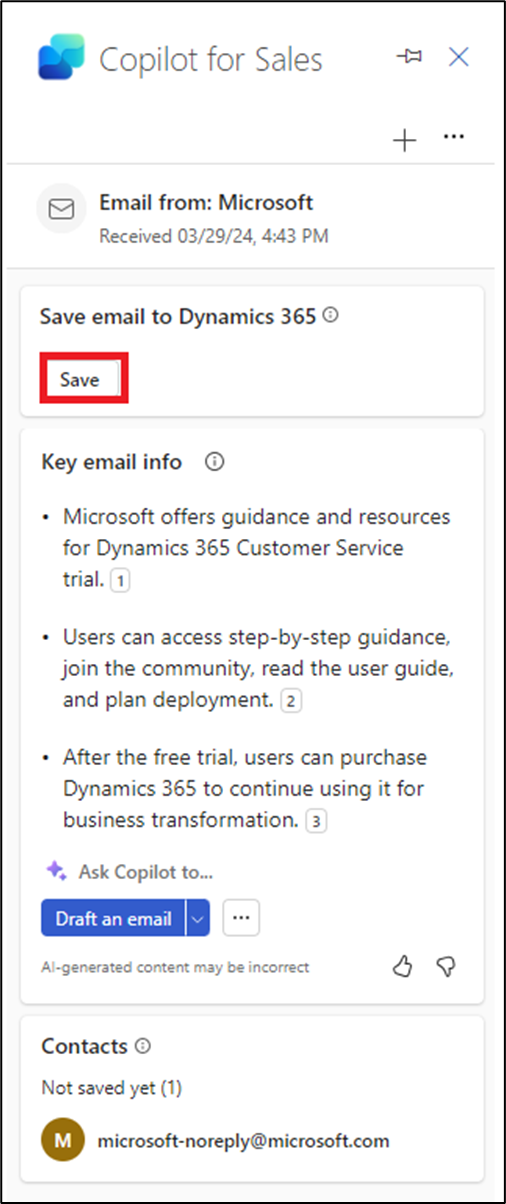 Copilot for Sales
Email from: Microsoft
Received 03/29/24, 4:43 PM
Save email to Dynamics 365
Save
Key email info
• Microsoft offers guidance and resources
for Dynamics 365 Customer Service
trial. 1
• Users can access step-by-step guidance,
join the community, read the user guide,
and plan deployment. 2
• After the free trial, users can purchase
Dynamics 365 to continue using it for
business transformation. 3
Ask Copilot to...
Draft an email
AI-generated content may be incorrect
Contacts
Not saved yet (1)
M microsoft-noreply@microsoft.com